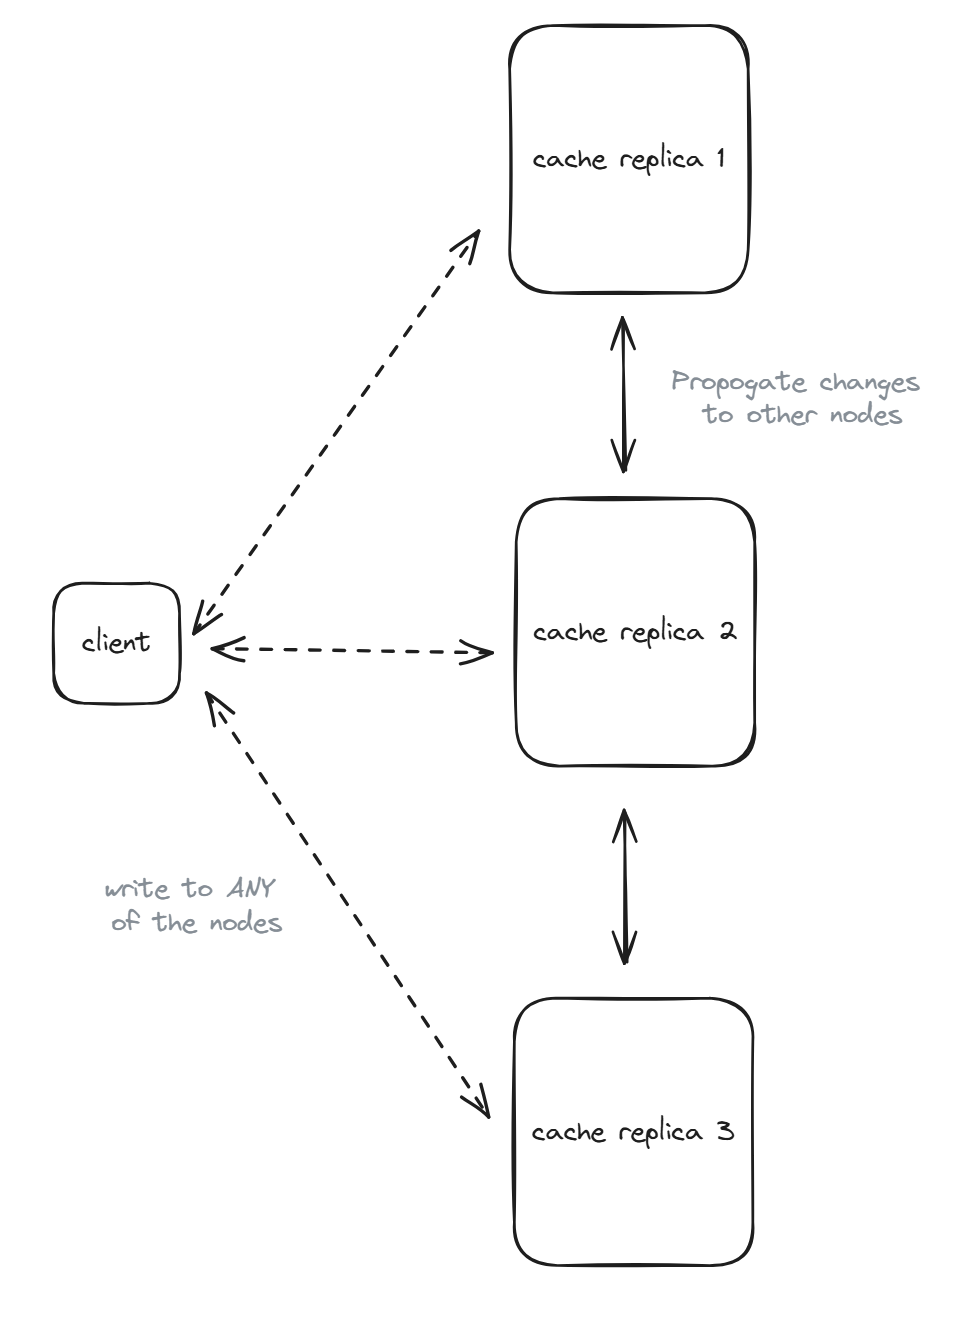 cache replica 1
Propogate changes
to other nodes
client
cache replica 2
write to ANY
of the nodes
cache replica 3